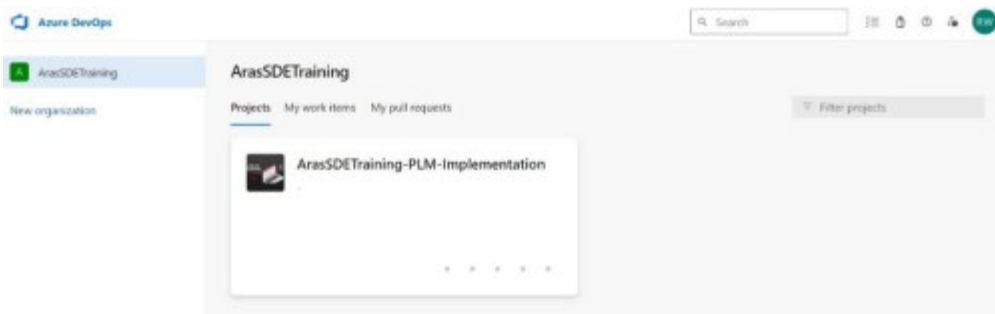 Azure DevOps
Search
RW
A ArasSDETraining
New organization
ArasSDETraining
Projects My work items My pull requests
Filter projects
ArasSDETraining-PLM-Implementation